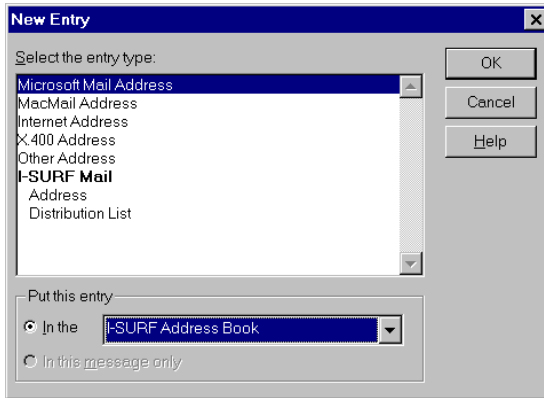 New Entry
Select the entry type:
Microsoft Mail Address
MacMail Address
Internet Address
X.400 Address
Other Address
I-SURF Mail
Address
Distribution List
OK
Cancel
Help
Put this entry
In the I-SURF Address Book
In this message only